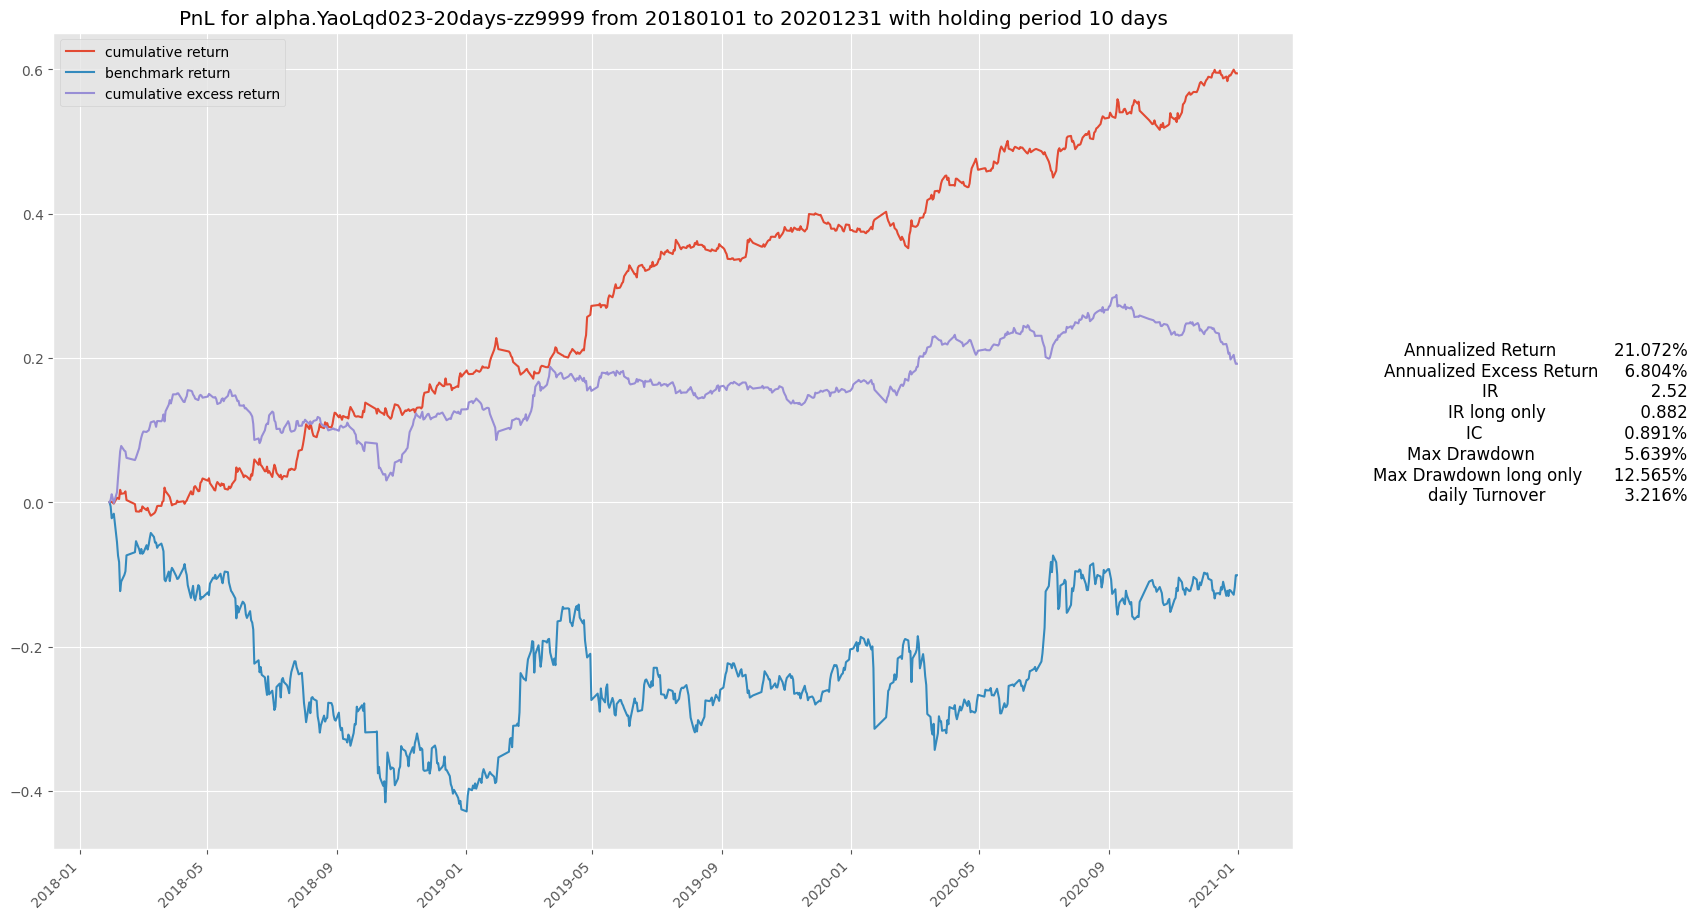 PnL for alpha.YaoLqd023-20days-zz9999 from 20180101 to 20201231 with holding period 10 days
cumulative return
benchmark return
cumulative excess return
0.6
0.4
0.2
0.0
−0.2
−0.4
2018-01
2018-05
2018-09
2019-01
2019-05
2019-09
2020-01
2020-05
2020-09
2021-01
Annualized Return 21.072%
Annualized Excess Return 6.804%
IR 2.52
IR long only 0.882
IC 0.891%
Max Drawdown 5.639%
Max Drawdown long only 12.565%
daily Turnover 3.216%